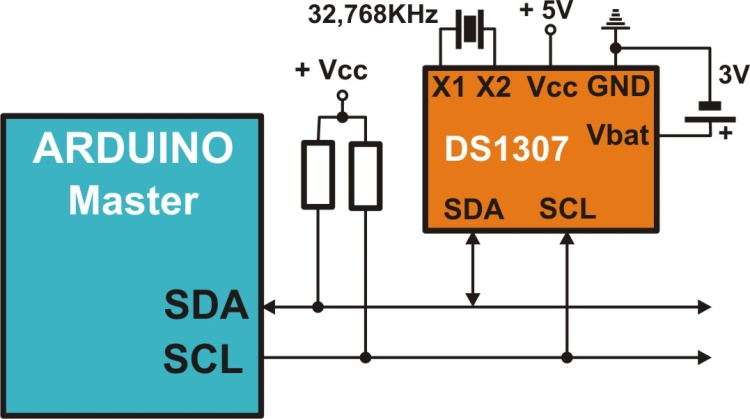 32,768KHz
+ 5V
+ Vcc
3V
X1 X2 Vcc GND
Vbat
+
DS1307
SDA SCL
ARDUINO
Master
SDA
SCL